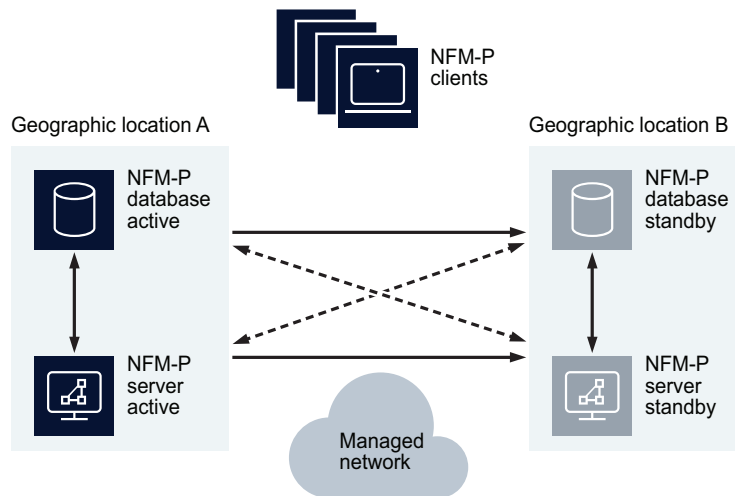 NFM-P
clients
Geographic location A
Geographic location B
NFM-P
database
active
NFM-P
database
standby
NFM-P
server
active
NFM-P
server
standby
Managed
network